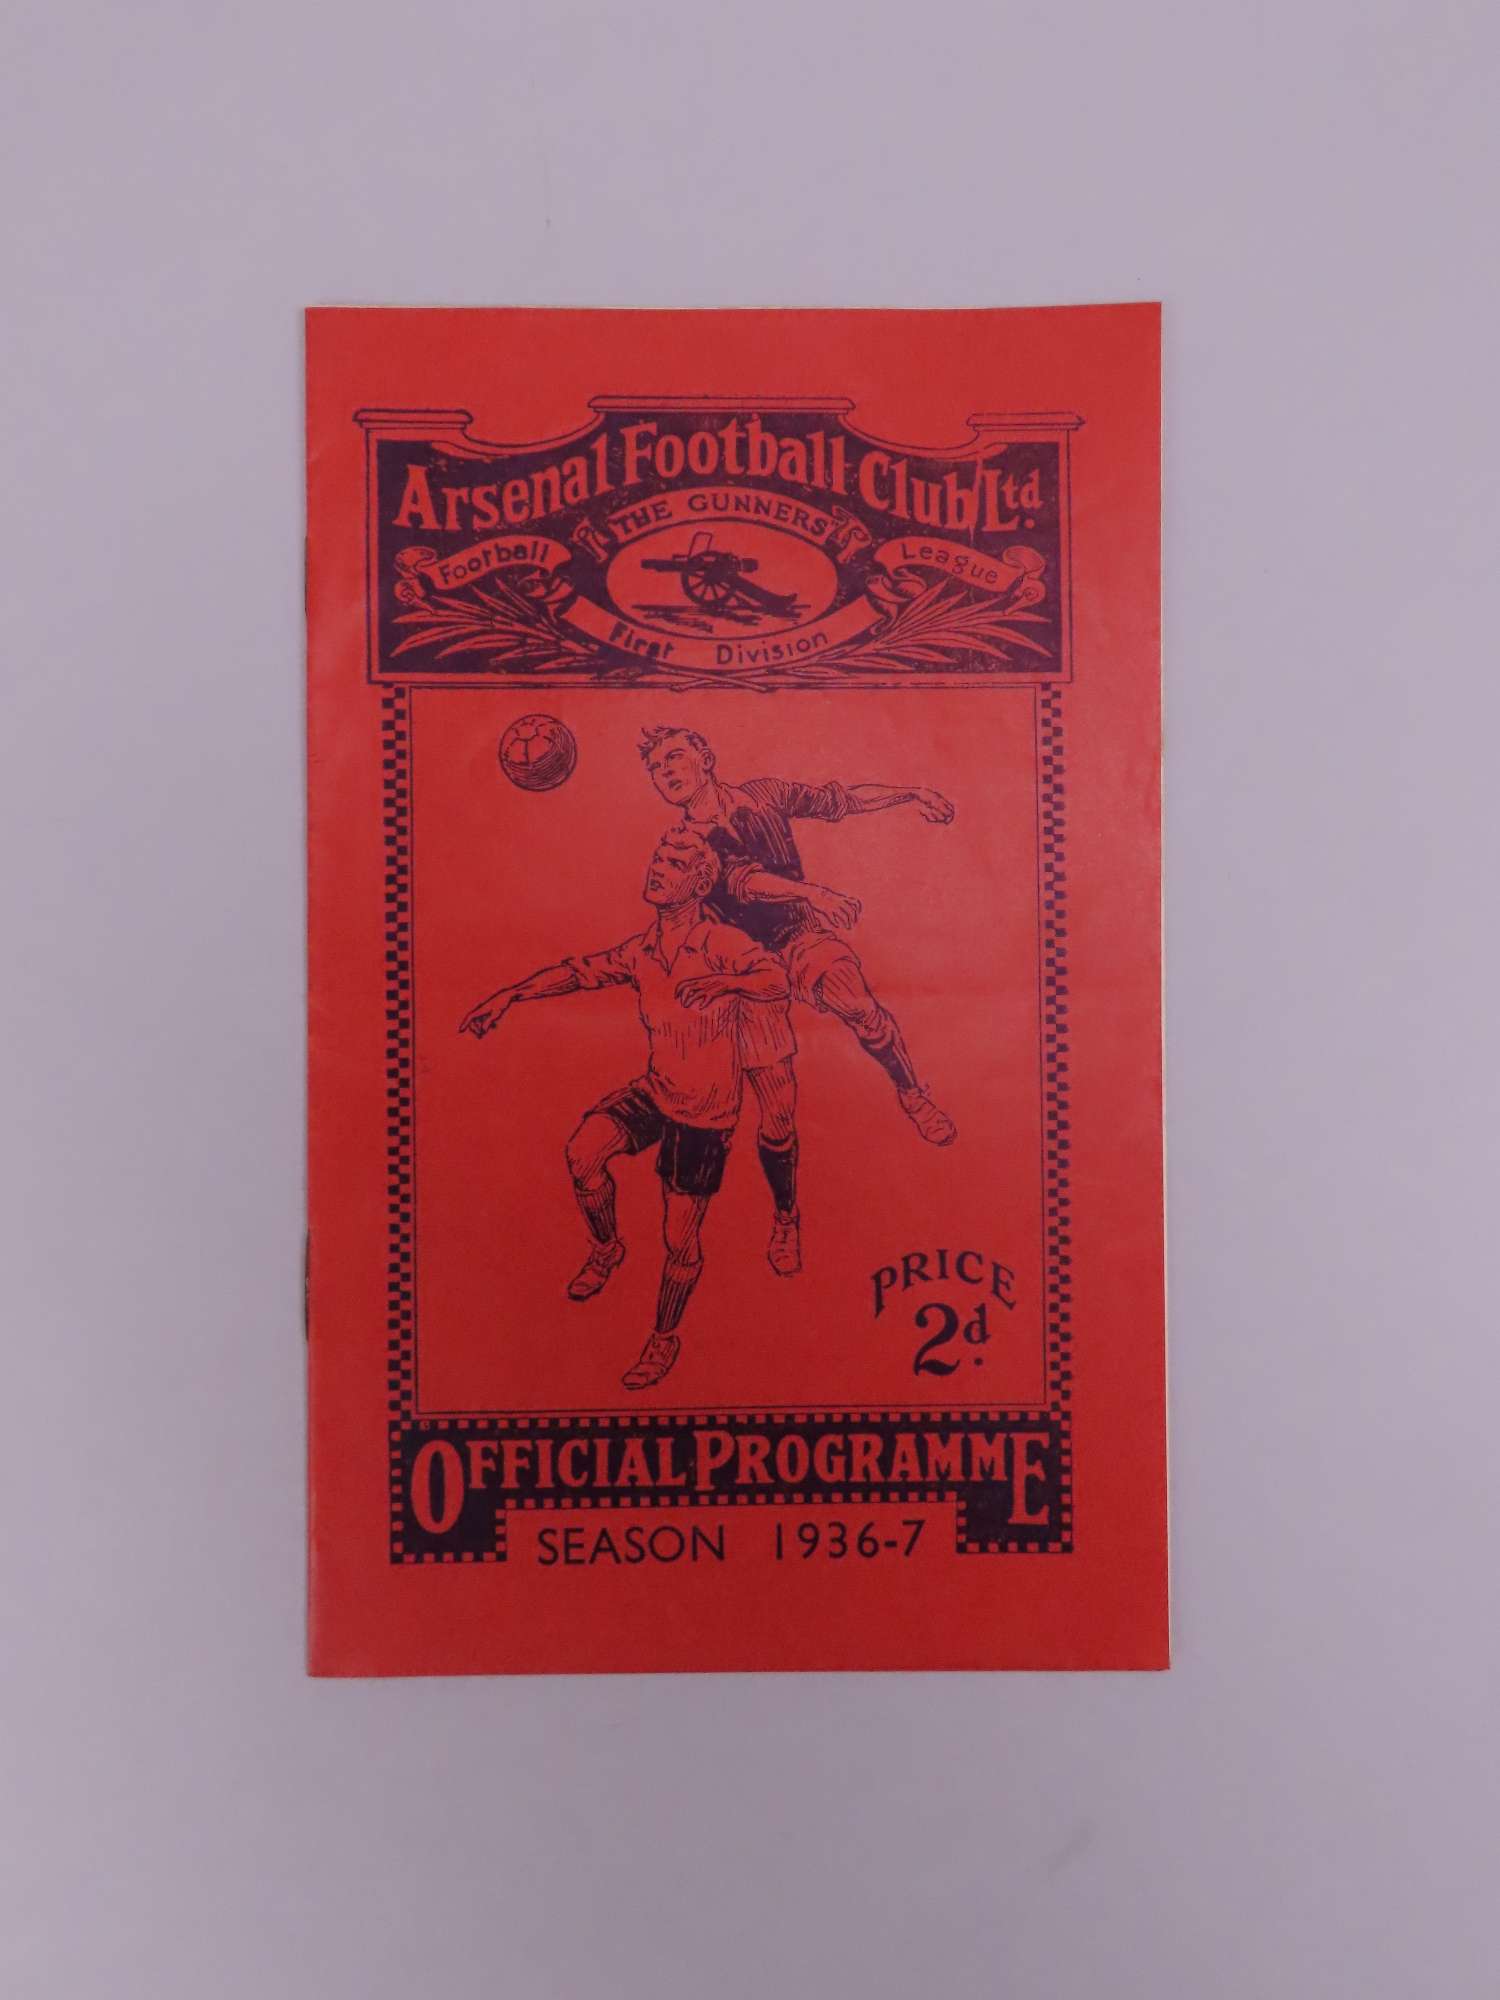 Arsenal Football Club Ltd.
"THE GUNNERS"
Football League
First Division
PRICE
2d.
OFFICIAL PROGRAMME
SEASON 1936-7